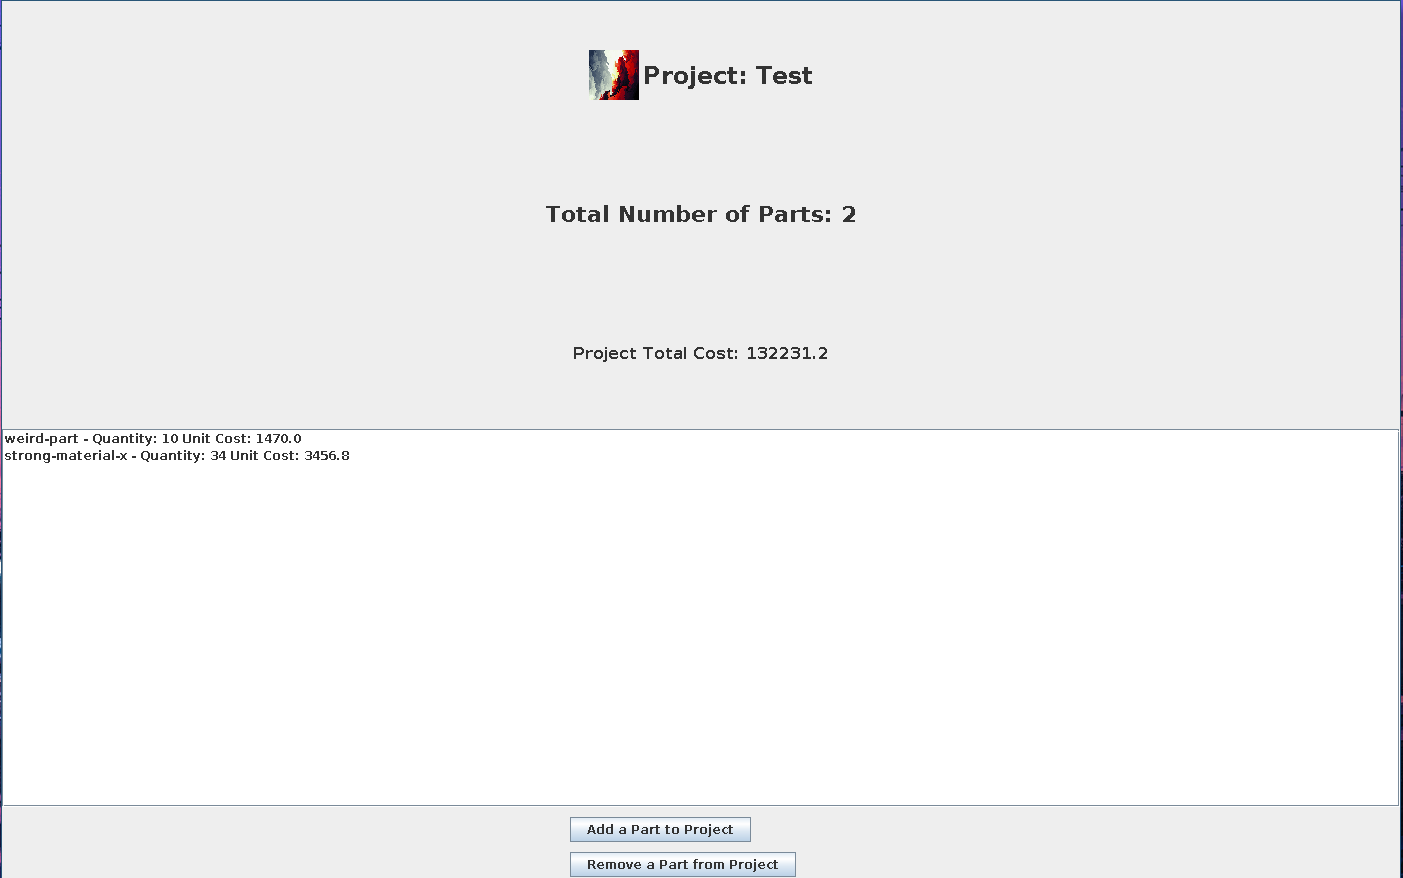 Project: Test
Total Number of Parts: 2
Project Total Cost: 132231.2
weird-part - Quantity: 10 Unit Cost: 1470.0
strong-material-x - Quantity: 34 Unit Cost: 3456.8
Add a Part to Project
Remove a Part from Project